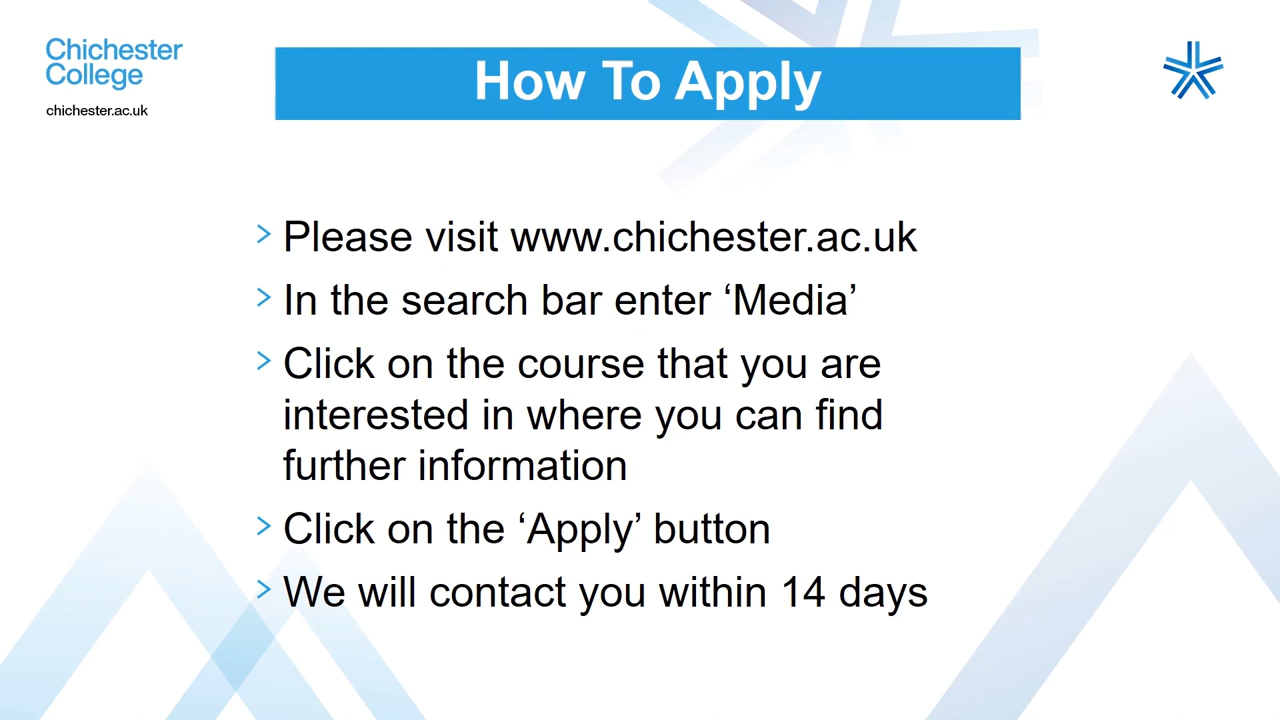 Chichester
College
chichester.ac.uk
How To Apply
> Please visit www.chichester.ac.uk
> In the search bar enter ‘Media’
> Click on the course that you are
interested in where you can find
further information
> Click on the ‘Apply’ button
> We will contact you within 14 days